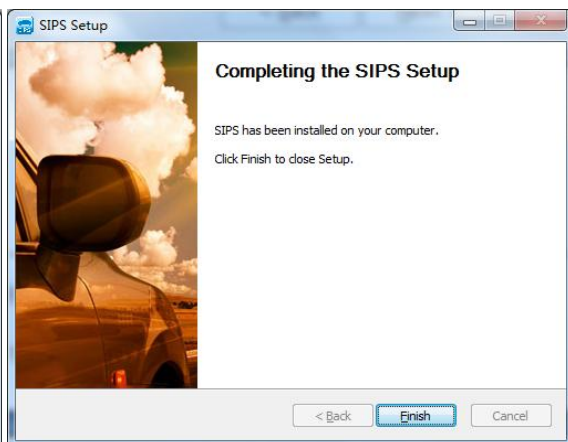 SIPS Setup
Completing the SIPS Setup
SIPS has been installed on your computer.
Click Finish to close Setup.
< Back
Finish
Cancel